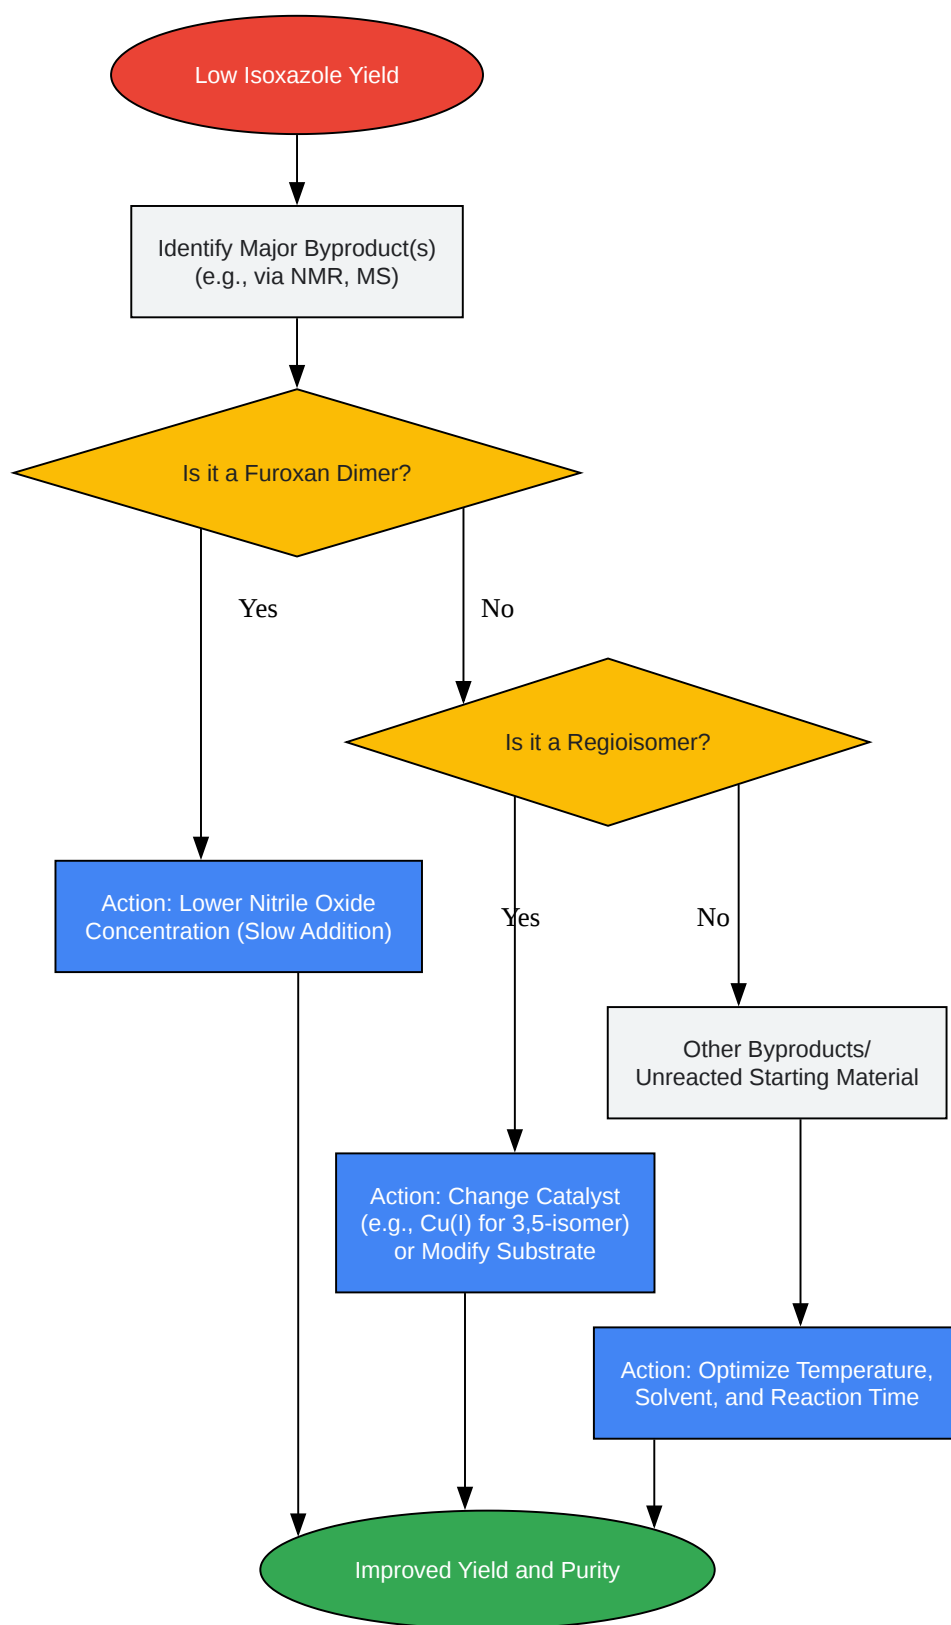 Low Isoxazole Yield
Identify Major Byproduct(s)
(e.g., via NMR, MS)
Is it a Furoxan Dimer?
Yes
No
Is it a Regioisomer?
Action: Lower Nitrile Oxide
Concentration (Slow Addition)
Yes
No
Other Byproducts/
Unreacted Starting Material
Action: Change Catalyst
(e.g., Cu(I) for 3,5-isomer)
or Modify Substrate
Action: Optimize Temperature,
Solvent, and Reaction Time
Improved Yield and Purity